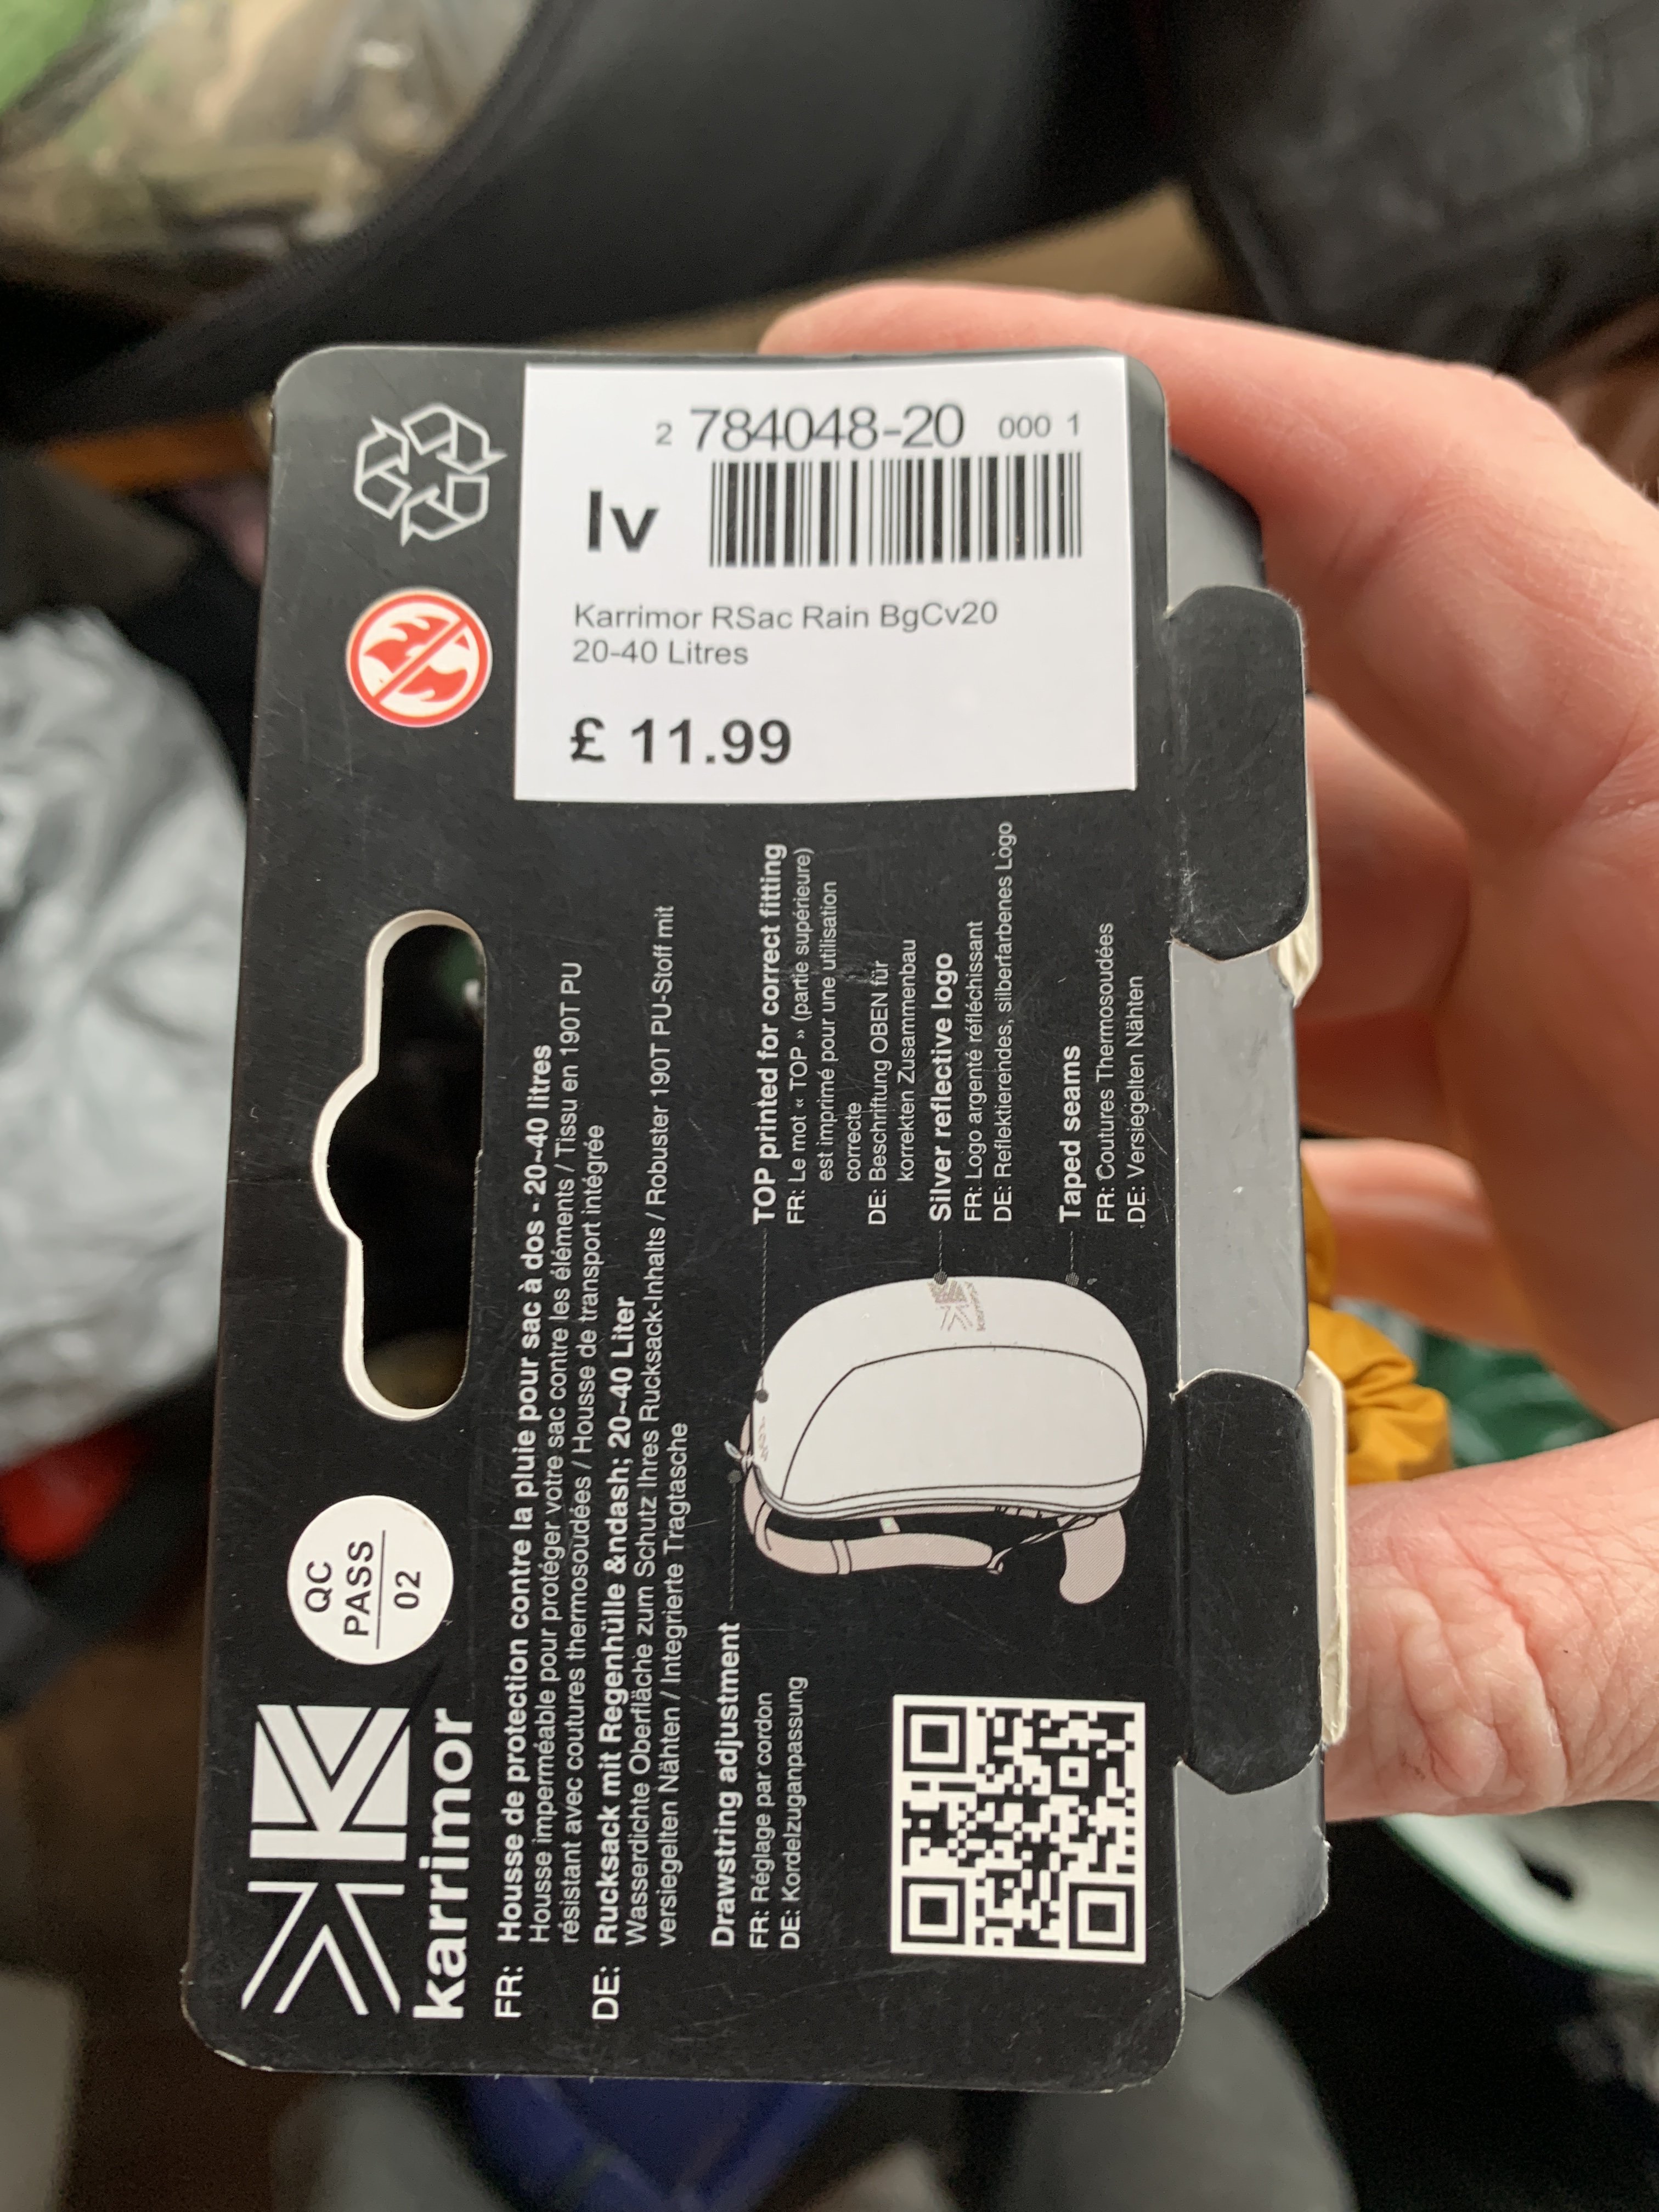 2 784048-20 000 1
lv
Karrimor RSac Rain BgCv20
20-40 Litres
£ 11.99
karrimor
QC
PASS
02
FR: Housse de protection contre la pluie pour sac à dos - 20~40 litres
Housse imperméable pour protéger votre sac contre les éléments / Tissu en 190T PU
résistant avec coutures thermosoudées / Housse de transport intégrée
DE: Rucksack mit Regenhülle &ndash; 20~40 Liter
Wasserdichte Oberfläche zum Schutz Ihres Rucksack-Inhalts / Robuster 190T PU-Stoff mit
versiegelten Nähten / Integrierte Tragtasche
Drawstring adjustment
FR: Réglage par cordon
DE: Kordelzuganpassung
TOP printed for correct fitting
FR: Le mot « TOP » (partie supérieure)
est imprimé pour une utilisation
correcte
DE: Beschriftung OBEN für
korrekten Zusammenbau
Silver reflective logo
FR: Logo argenté réfléchissant
DE: Reflektierendes, silberfarbenes Logo
Taped seams
FR: Coutures Thermosoudées
DE: Versiegelten Nähten
karrimor